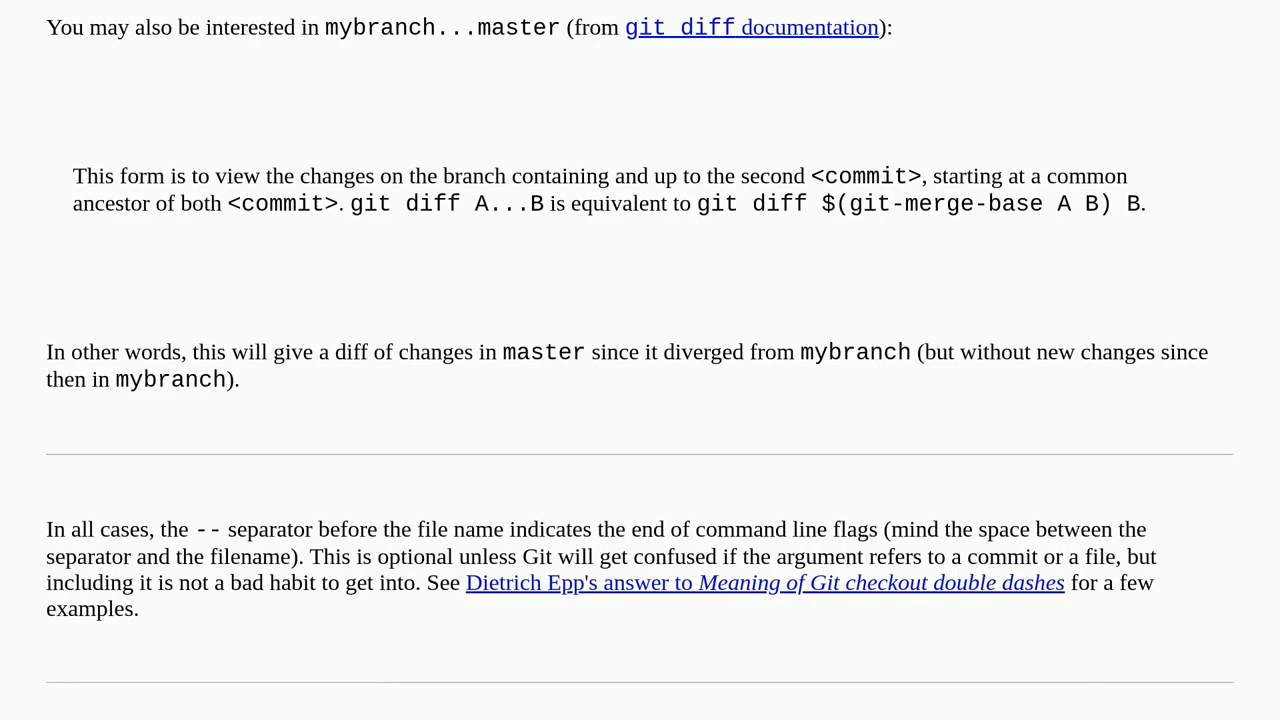 You may also be interested in mybranch...master (from git diff documentation):
This form is to view the changes on the branch containing and up to the second <commit>, starting at a common
ancestor of both <commit>. git diff A...B is equivalent to git diff $(git-merge-base A B) B.
In other words, this will give a diff of changes in master since it diverged from mybranch (but without new changes since
then in mybranch).
In all cases, the -- separator before the file name indicates the end of command line flags (mind the space between the
separator and the filename). This is optional unless Git will get confused if the argument refers to a commit or a file, but
including it is not a bad habit to get into. See Dietrich Epp's answer to Meaning of Git checkout double dashes for a few
examples.